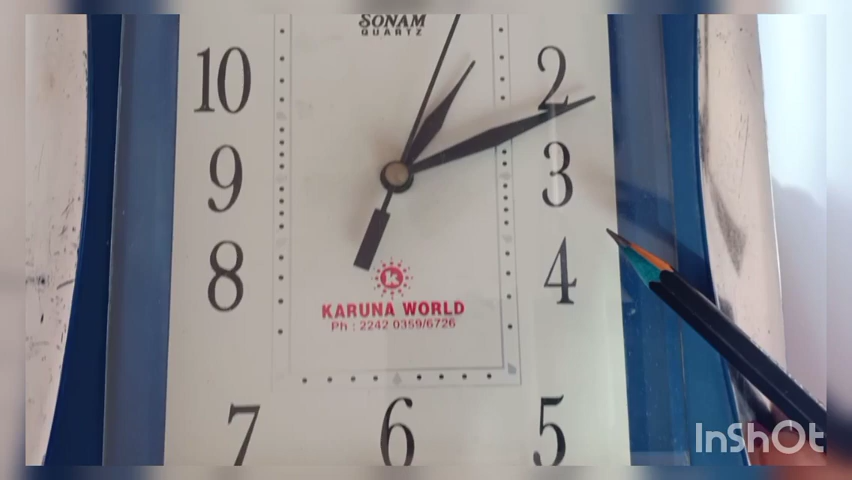 SONAM
QUARTZ
10
2
9
3
8
4
K
KARUNA WORLD
Ph : 2242 0359/6726
7
6
5
InShOt